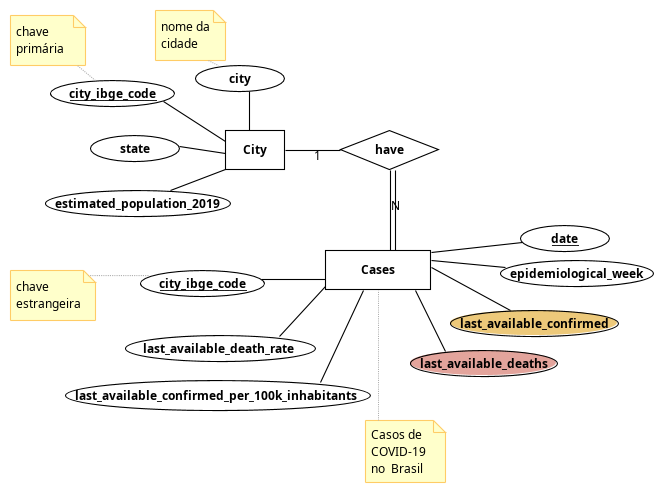 chave
primária
nome da
cidade
city
city_ibge_code
state
City
1
have
estimated_population_2019
N
date
Cases
epidemiological_week
chave
estrangeira
city_ibge_code
last_available_confirmed
last_available_death_rate
last_available_deaths
last_available_confirmed_per_100k_inhabitants
Casos de
COVID-19
no Brasil